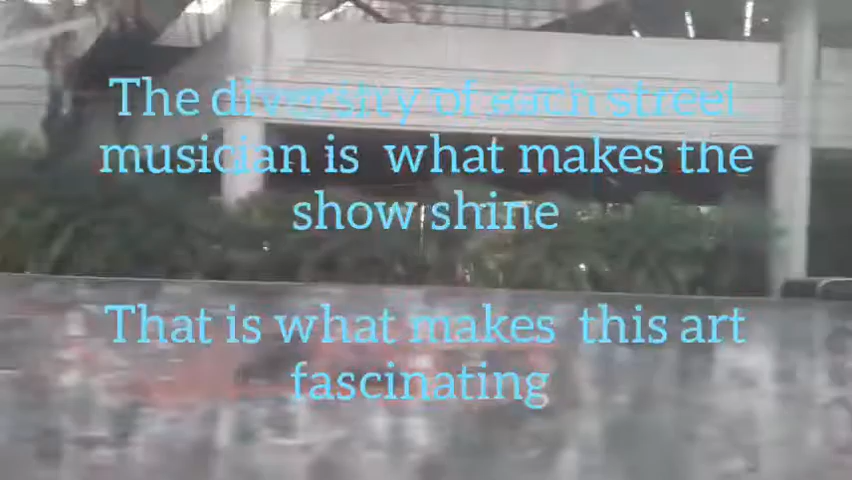 The diversity of each street
musician is what makes the
show shine
That is what makes this art
fascinating